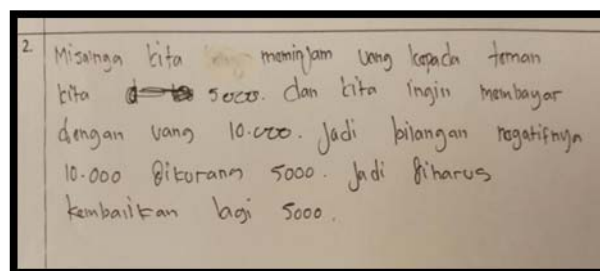 2 Misalnya kita meminjam uang kepada teman
kita 5000. dan kita ingin membayar
dengan uang 10.000. Jadi bilangan negatifnya
10.000 dikurang 5000. Jadi diharus
kembalikan lagi 5000.